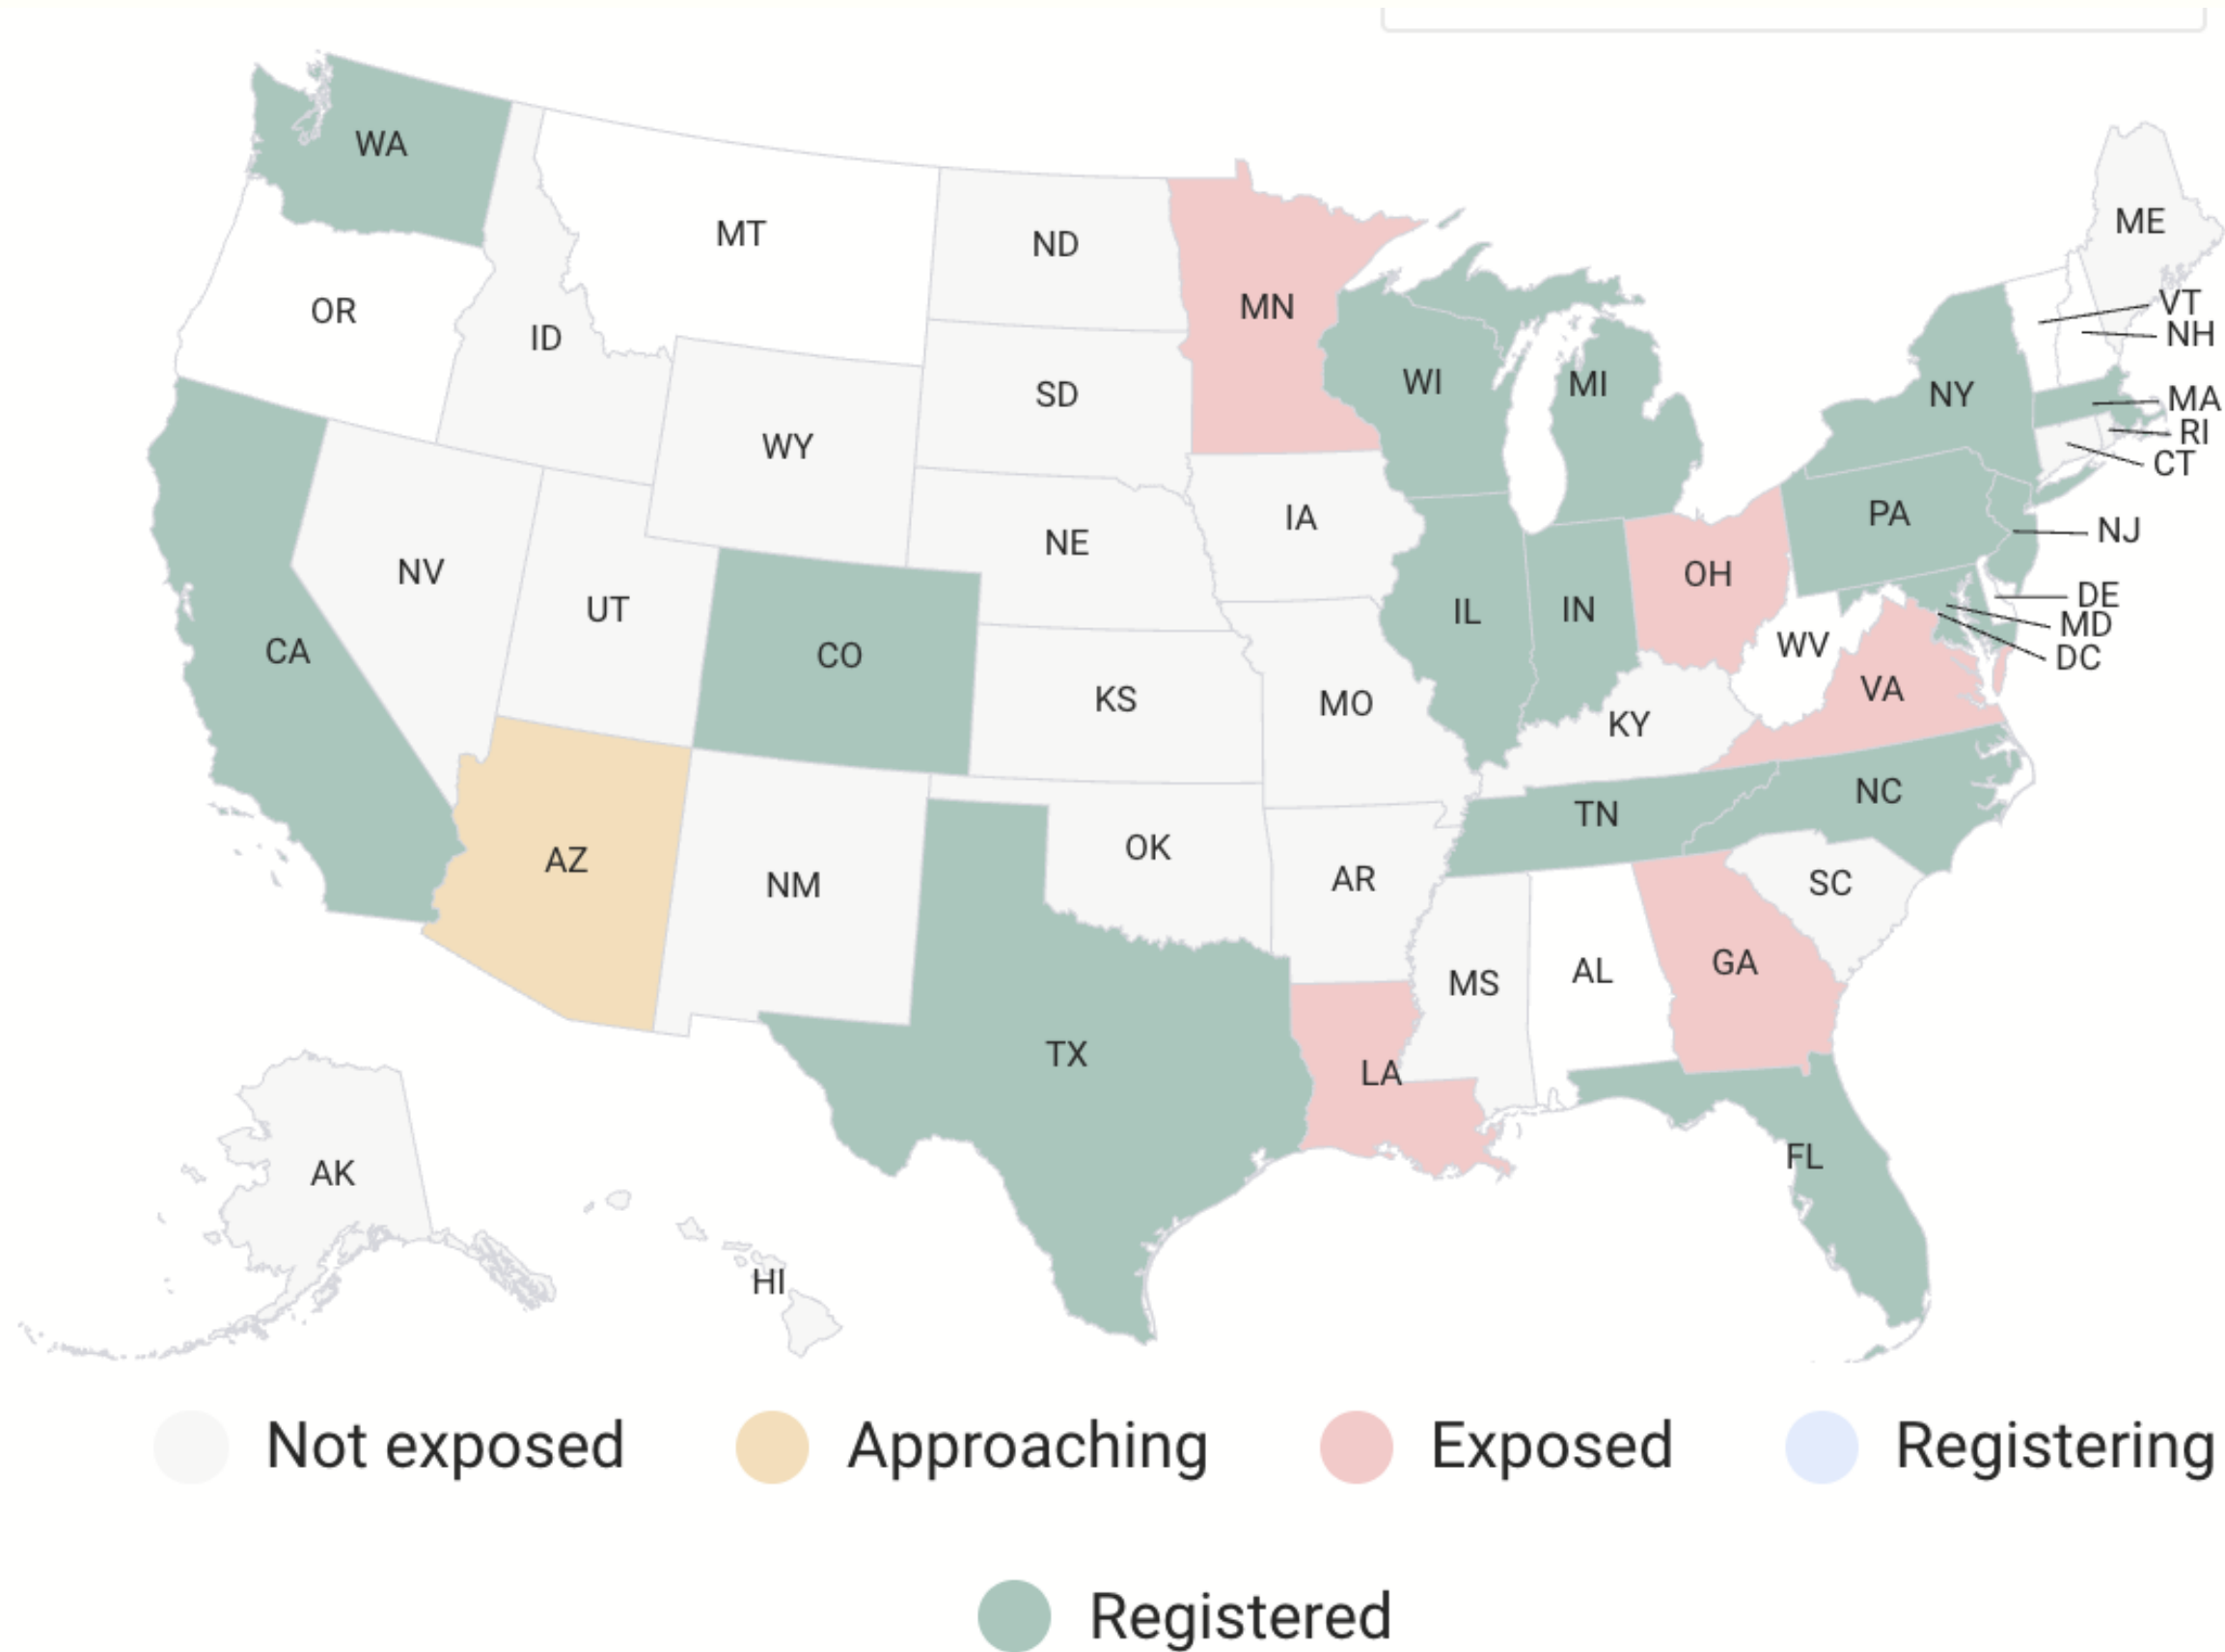 WA
MT
ND
MN
ME
OR
ID
VT
NH
SD
WI
MI
NY
MA
WY
RI
CT
IA
PA
NE
NJ
NV
OH
UT
IL
IN
DE
MD
CA
CO
WV
DC
KS
MO
VA
KY
NC
TN
AZ
OK
NM
AR
SC
MS
AL
GA
TX
LA
FL
AK
HI
Not exposed
Approaching
Exposed
Registering
Registered